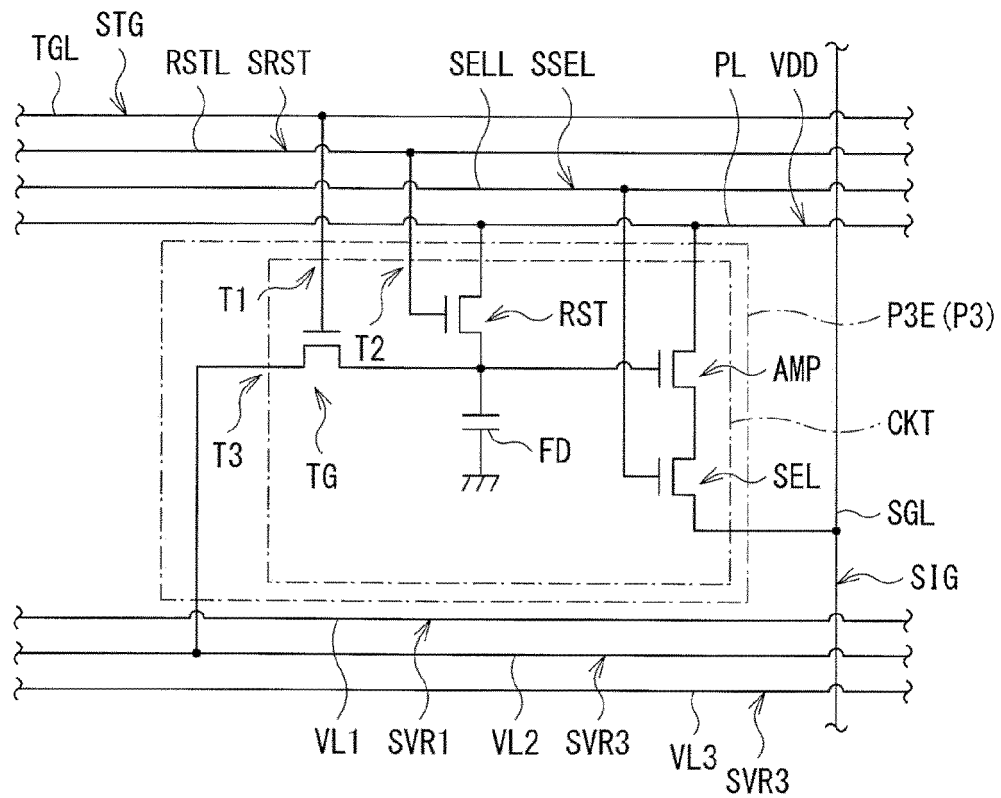 STG
TGL RSTL SRST SELL SSEL PL VDD
T1
T2
RST
P3E(P3)
AMP
T3
TG
FD
CKT
SEL
SGL
SIG
VL1 SVR1 VL2 SVR3 VL3 SVR3